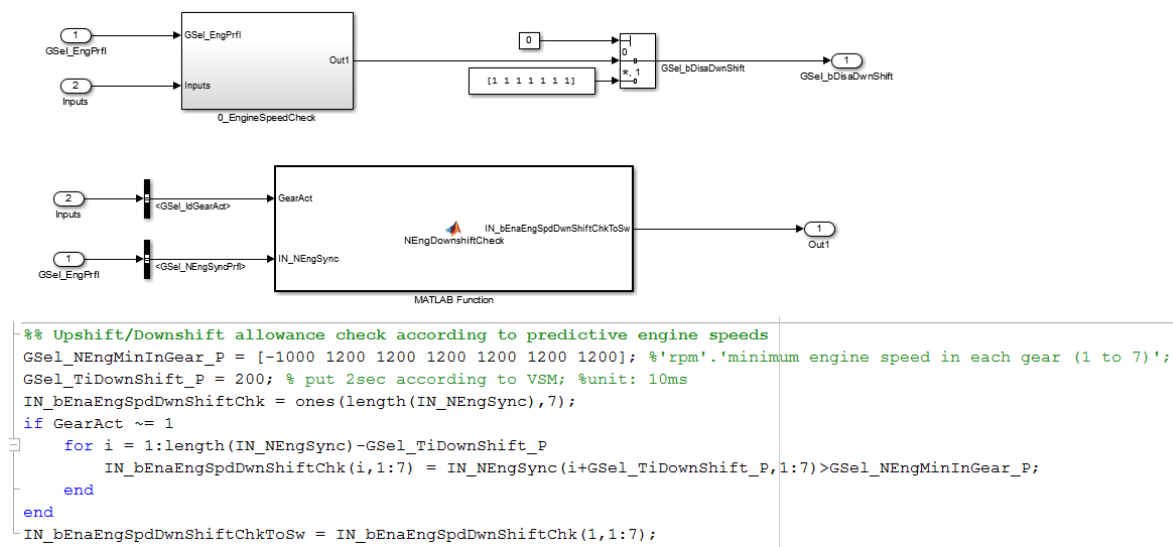 1
GSel_EngPrfl
2
Inputs
GSel_EngPrfl
Inputs
Out1
0_EngineSpeedCheck
0
[1 1 1 1 1 1 1]
0
*, 1
GSel_bDisaDwnShift
1
GSel_bDisaDwnShift
2
Inputs
<GSel_IdGearAct>
1
GSel_EngPrfl
<GSel_NEngSyncPrfl>
GearAct
IN_NEngSync
NEngDownshiftCheck
IN_bEnaEngSpdDwnShiftChkToSw
MATLAB Function
1
Out1
%% Upshift/Downshift allowance check according to predictive engine speeds
GSel_NEngMinInGear_P = [-1000 1200 1200 1200 1200 1200 1200]; %'rpm'.'minimum engine speed in each gear (1 to 7)';
GSel_TiDownShift_P = 200; % put 2sec according to VSM; %unit: 10ms
IN_bEnaEngSpdDwnShiftChk = ones(length(IN_NEngSync),7);
if GearAct ~= 1
for i = 1:length(IN_NEngSync)-GSel_TiDownShift_P
IN_bEnaEngSpdDwnShiftChk(i,1:7) = IN_NEngSync(i+GSel_TiDownShift_P,1:7)>GSel_NEngMinInGear_P;
end
end
IN_bEnaEngSpdDwnShiftChkToSw = IN_bEnaEngSpdDwnShiftChk(1,1:7);